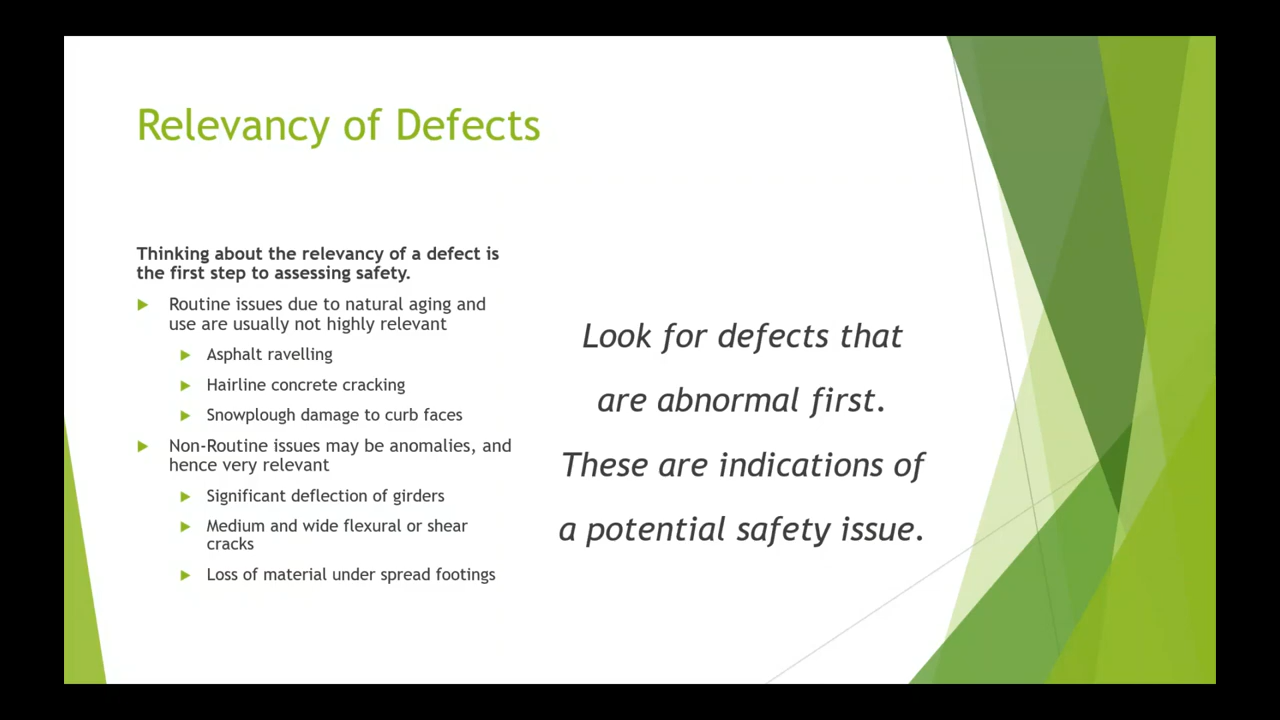 Relevancy of Defects
Thinking about the relevancy of a defect is
the first step to assessing safety.
Routine issues due to natural aging and
use are usually not highly relevant
Asphalt ravelling
Hairline concrete cracking
Snowplough damage to curb faces
Non-Routine issues may be anomalies, and
hence very relevant
Significant deflection of girders
Medium and wide flexural or shear
cracks
Loss of material under spread footings
Look for defects that
are abnormal first.
These are indications of
a potential safety issue.